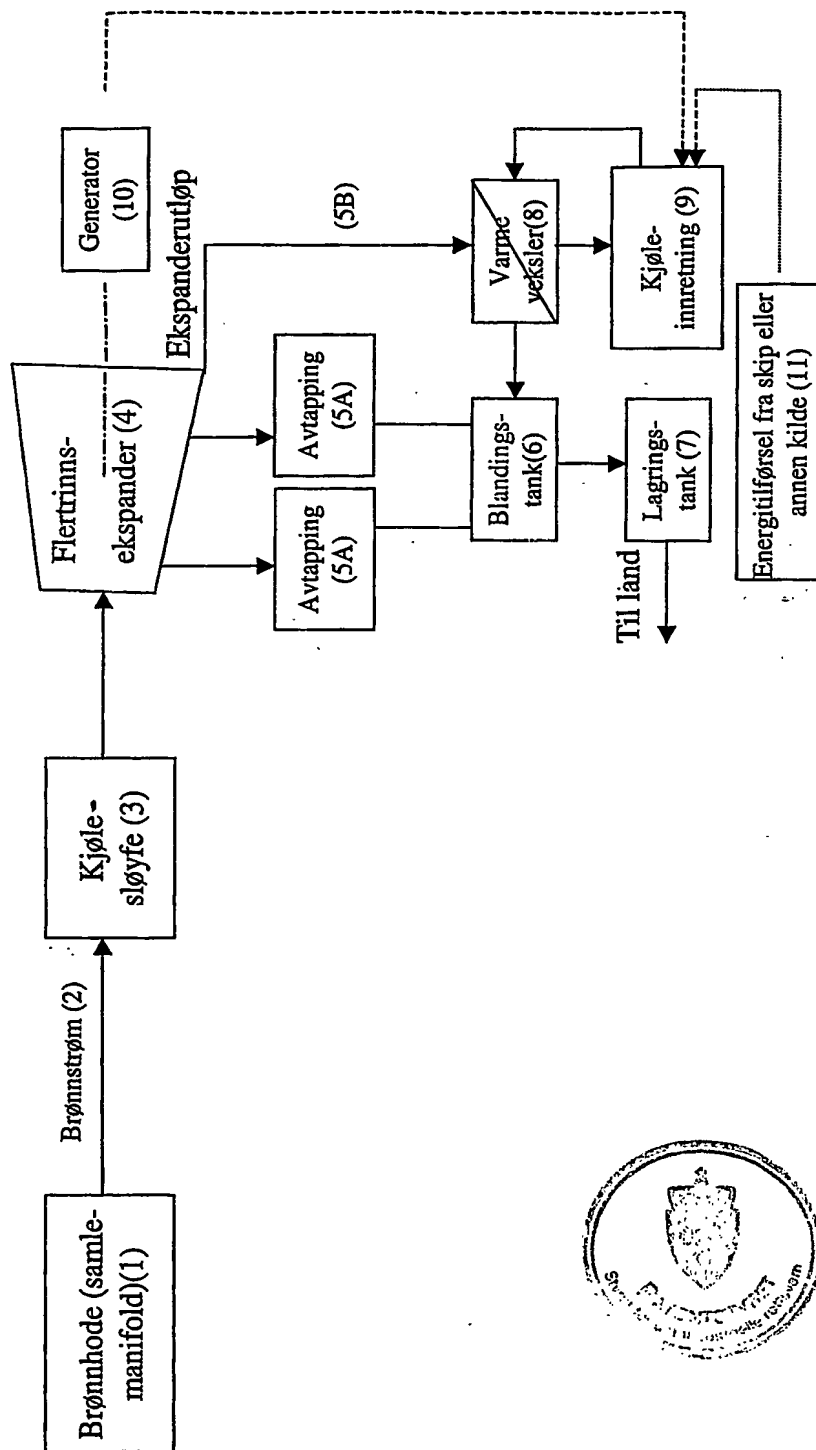 Brønnhode (samle-
manifold)(1)
Brønnstrøm (2)
Kjøle-
sløyfe (3)
Flertrinns-
ekspander (4)
Generator
(10)
Ekspanderutløp
Avtapping
(5A)
Avtapping
(5A)
(5B)
Varme
veksler(8)
Blandings-
tank(6)
Kjøle-
innretning (9)
Lagrings-
tank (7)
Til land
Energitilførsel fra skip eller
annen kilde (11)
PATENTSTYRET